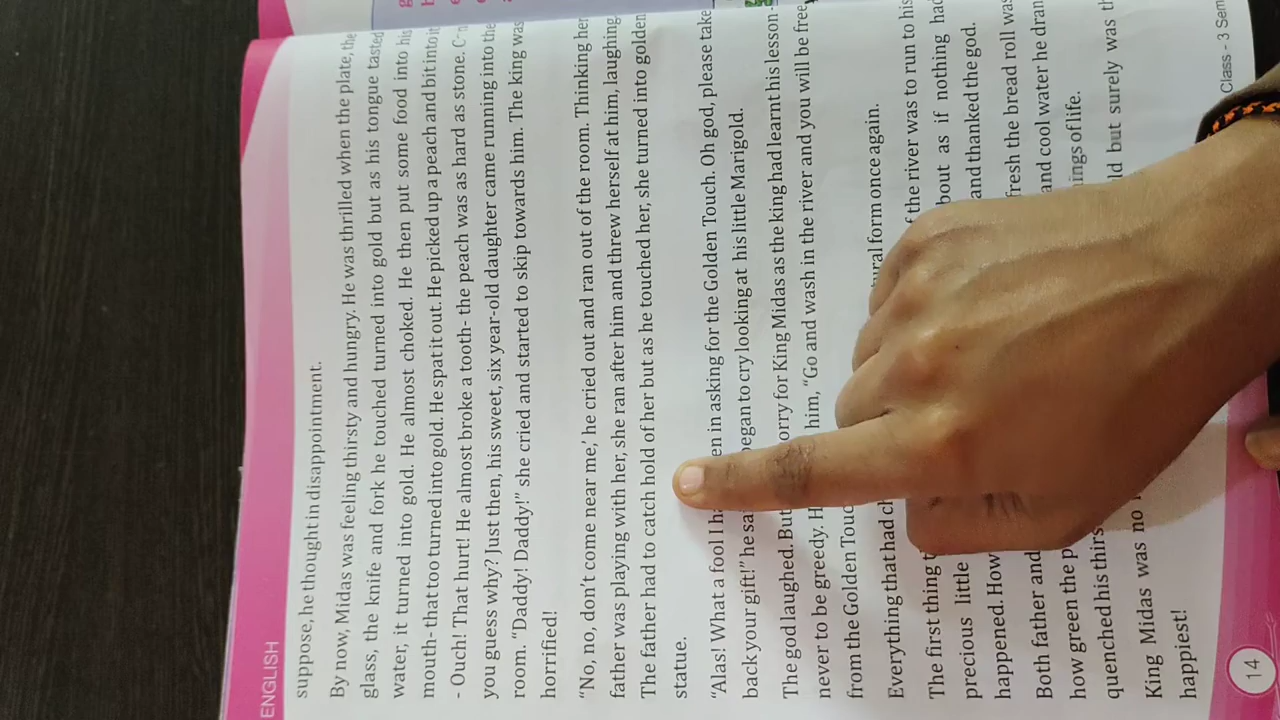 ENGLISH
suppose, he thought in disappointment.
By now, Midas was feeling thirsty and hungry. He was thrilled when the plate, the
glass, the knife and fork he touched turned into gold but as his tongue tasted
water, it turned into gold. He almost choked. He then put some food into his
mouth- that too turned into gold. He spat it out. He picked up a peach and bit into it
- Ouch! That hurt! He almost broke a tooth- the peach was as hard as stone. C n
you guess why? Just then, his sweet, six year-old daughter came running into the
room. “Daddy! Daddy!” she cried and started to skip towards him. The king was
horrified!
“No, no, don’t come near me,’ he cried out and ran out of the room. Thinking her
father was playing with her, she ran after him and threw herself at him, laughing.
The father had to catch hold of her but as he touched her, she turned into golden
statue.
“Alas! What a fool I en in asking for the Golden Touch. Oh god, please take
back your gift!” he began to cry looking at his little Marigold.
The god laughed. But orry for King Midas as the king had learnt his lesson-
never to be greedy. him, “Go and wash in the river and you will be free
from the Golden
Everything that had ural form once again.
The first thing f the river was to run to his
precious little bout as if nothing had
happened. How and thanked the god.
Both father and fresh the bread roll was
how green the and cool water he dran
quenched his ings of life.
King Midas was no ld but surely was th
happiest!
14
Class - 3 Sem